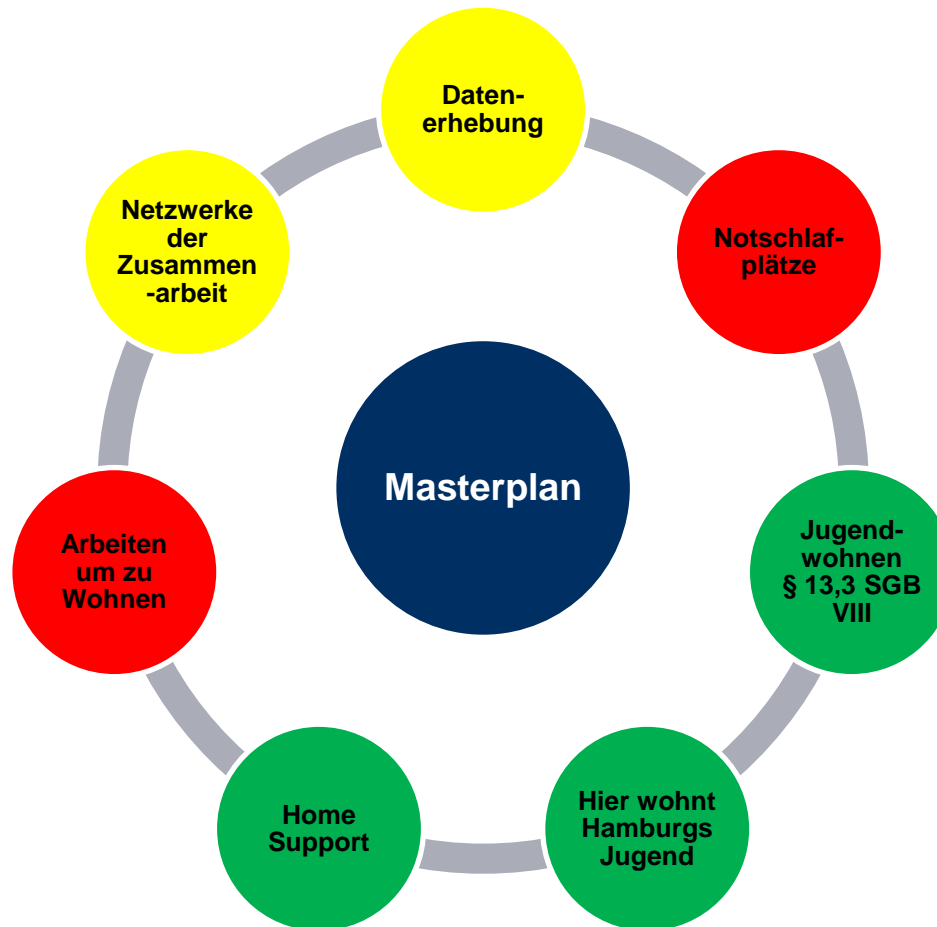 Daten-
erhebung
Notschlaf-
plätze
Jugend-
wohnen
§ 13,3 SGB
VIII
Hier wohnt
Hamburgs
Jugend
Home
Support
Arbeiten
um zu
Wohnen
Netzwerke
der
Zusammen
-arbeit
Masterplan